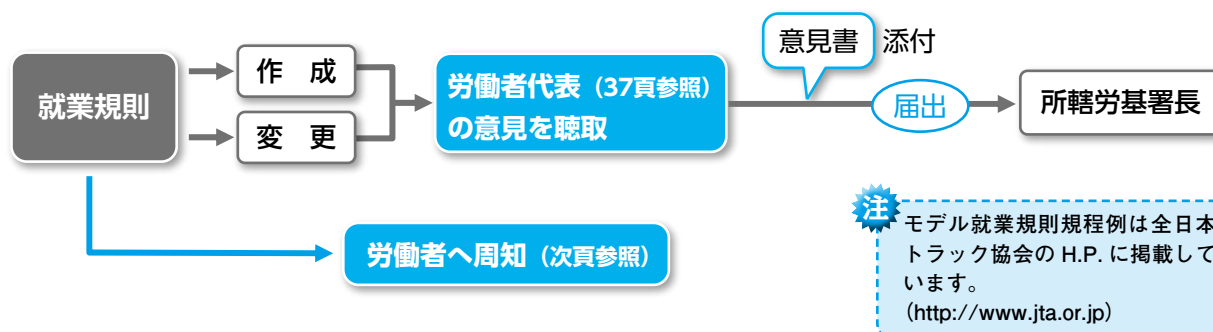 意見書 添付
就業規則
作 成
変 更
労働者代表（37頁参照）
の意見を聴取
届出
所轄労基署長
労働者へ周知（次頁参照）
注
モデル就業規則規程例は全日本
トラック協会の H.P. に掲載して
います。
（http://www.jta.or.jp）